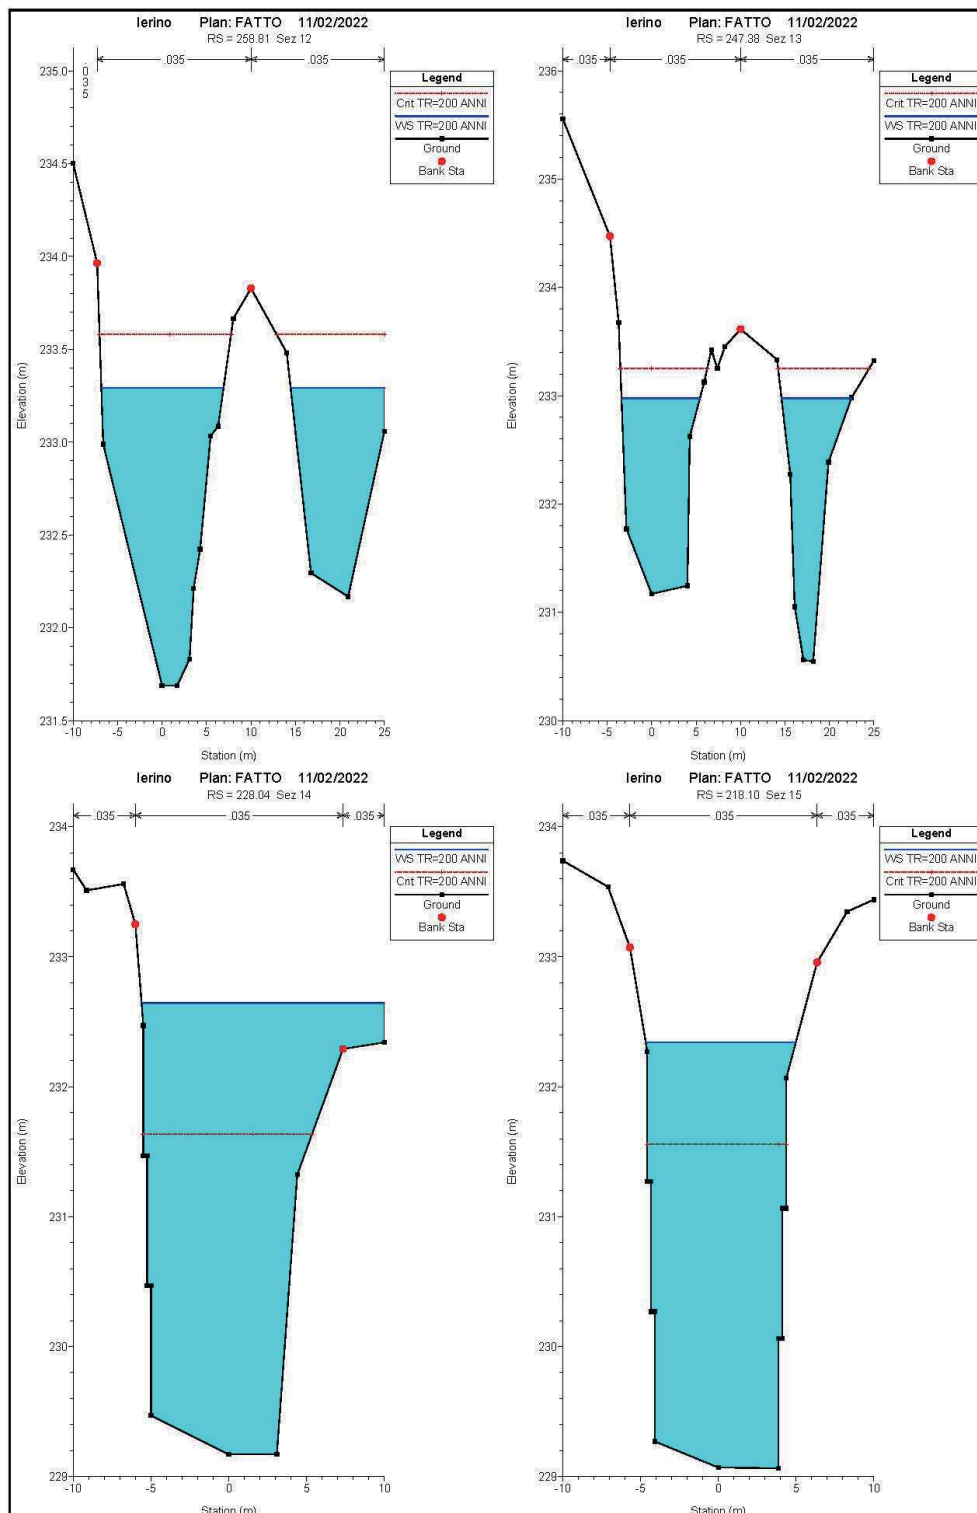 Ierino Plan: FATTO 11/02/2022
RS = 258.81 Sez 12
.035 .035
035
Legend
Crit TR=200 ANNI
WS TR=200 ANNI
Ground
Bank Sta
235.0
234.5
234.0
233.5
233.0
232.5
232.0
231.5
Elevation (m)
-10 -5 0 5 10 15 20 25
Station (m)
Ierino Plan: FATTO 11/02/2022
RS = 247.38 Sez 13
.035 .035 .035
Legend
Crit TR=200 ANNI
WS TR=200 ANNI
Ground
Bank Sta
236
235
234
233
232
231
230
Elevation (m)
-10 -5 0 5 10 15 20 25
Station (m)
Ierino Plan: FATTO 11/02/2022
RS = 228.04 Sez 14
.035 .035 .035
Legend
WS TR=200 ANNI
Crit TR=200 ANNI
Ground
Bank Sta
234
233
232
231
230
229
Elevation (m)
-10 -5 0 5 10
Station (m)
Ierino Plan: FATTO 11/02/2022
RS = 218.10 Sez 15
.035 .035 .035
Legend
WS TR=200 ANNI
Crit TR=200 ANNI
Ground
Bank Sta
234
233
232
231
230
229
Elevation (m)
-10 -5 0 5 10
Station (m)